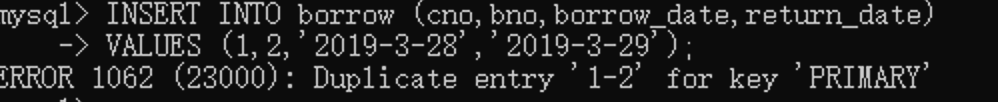 mysql> INSERT INTO borrow (cno,bno,borrow_date,return_date)
-> VALUES (1,2,'2019-3-28','2019-3-29');
ERROR 1062 (23000): Duplicate entry '1-2' for key 'PRIMARY'